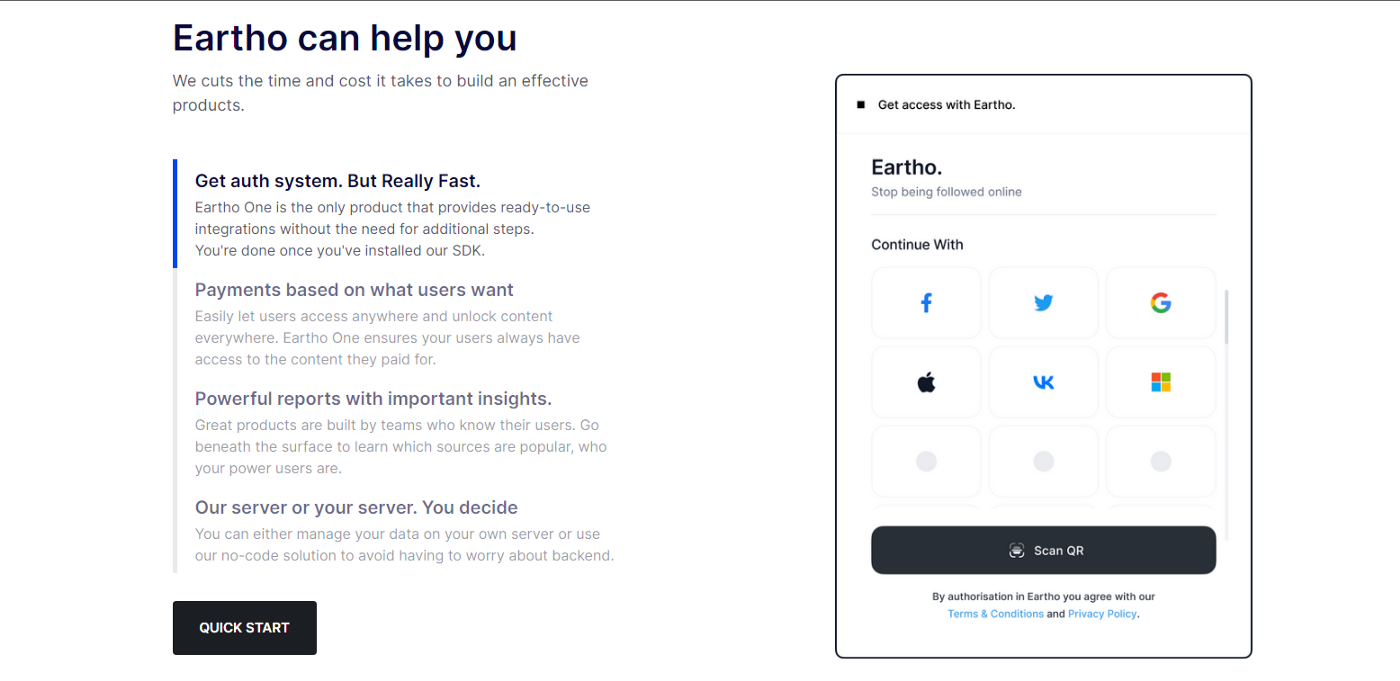 Eartho can help you
We cuts the time and cost it takes to build an effective
products.
Get auth system. But Really Fast.
Eartho One is the only product that provides ready-to-use
integrations without the need for additional steps.
You're done once you've installed our SDK.
Payments based on what users want
Easily let users access anywhere and unlock content
everywhere. Eartho One ensures your users always have
access to the content they paid for.
Powerful reports with important insights.
Great products are built by teams who know their users. Go
beneath the surface to learn which sources are popular, who
your power users are.
Our server or your server. You decide
You can either manage your data on your own server or use
our no-code solution to avoid having to worry about backend.
QUICK START
Get access with Eartho.
Eartho.
Stop being followed online
Continue With
Scan QR
By authorisation in Eartho you agree with our
Terms & Conditions and Privacy Policy.